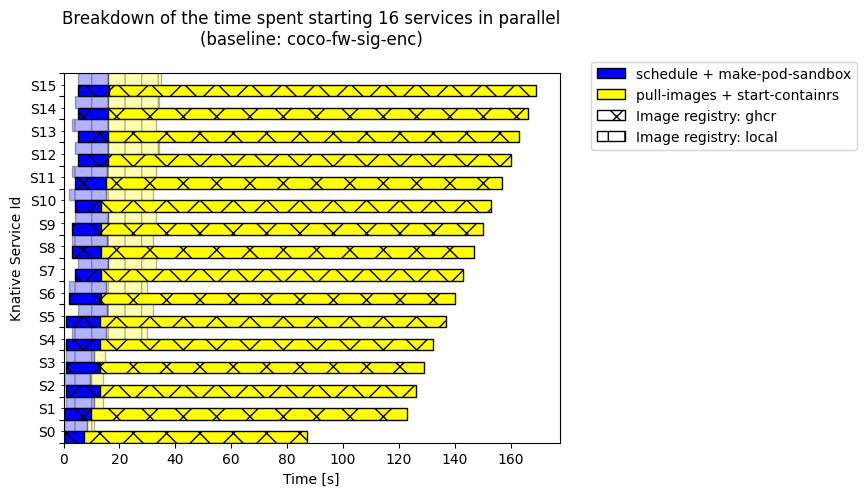 Breakdown of the time spent starting 16 services in parallel
(baseline: coco-fw-sig-enc)
schedule + make-pod-sandbox
pull-images + start-containrs
Image registry: ghcr
Image registry: local
Knative Service Id
S15
S14
S13
S12
S11
S10
S9
S8
S7
S6
S5
S4
S3
S2
S1
S0
0 20 40 60 80 100 120 140 160
Time [s]